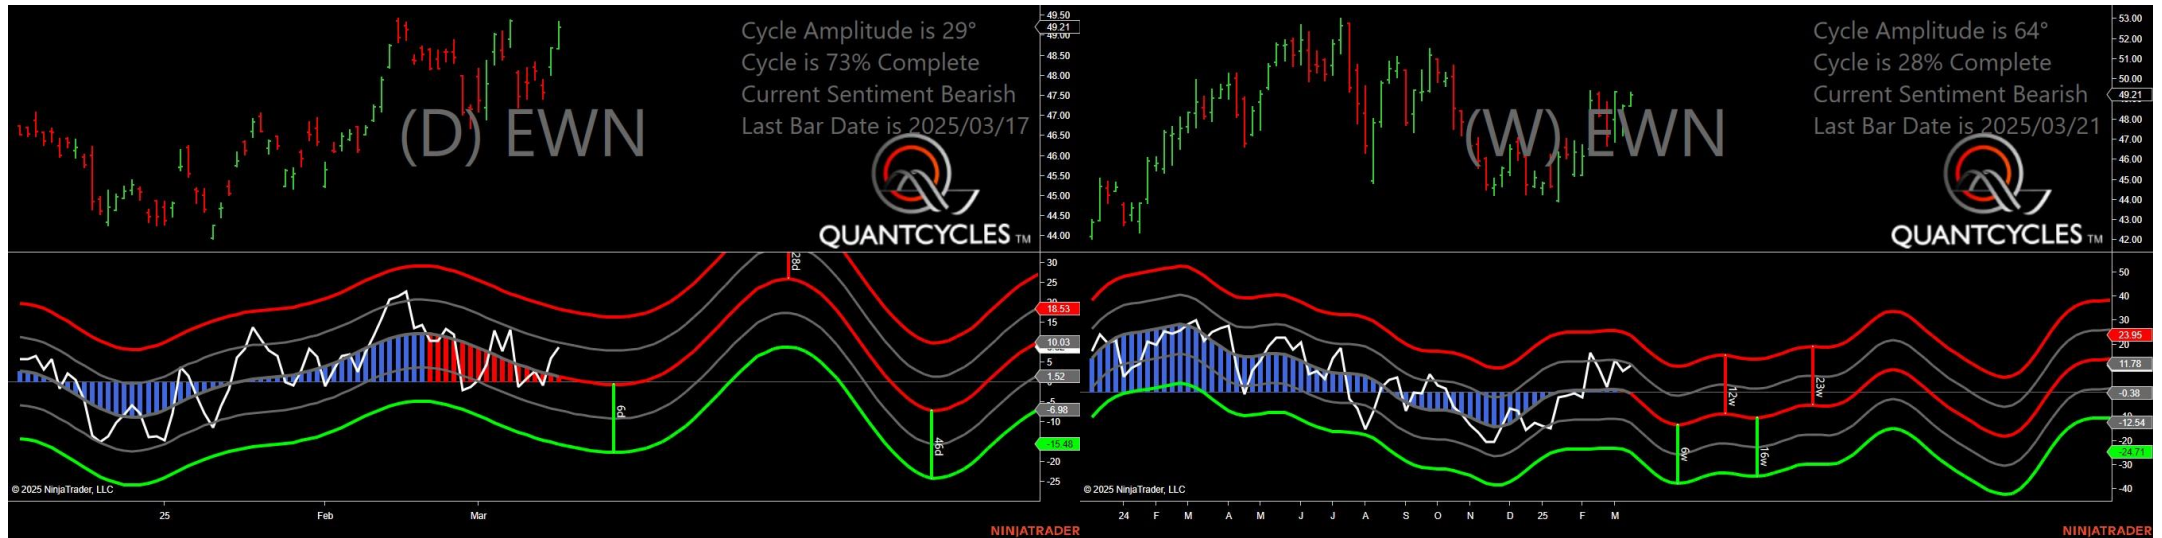 Cycle Amplitude is 29°
Cycle is 73% Complete
Current Sentiment Bearish
Last Bar Date is 2025/03/17
(D) EWN
QUANTCYCLES TM
49.50
49.21
49.00
48.50
48.00
47.50
47.00
46.50
46.00
45.50
45.00
44.50
44.00
28d
6d
46d
30
25
20
18.53
15
10.03
5
1.52
-5
-6.98
-10
-15.48
-20
-25
© 2025 NinjaTrader, LLC
25 Feb Mar
NINJATRADER
Cycle Amplitude is 64°
Cycle is 28% Complete
Current Sentiment Bearish
Last Bar Date is 2025/03/21
(W) EWN
QUANTCYCLES TM
53.00
52.00
51.00
50.00
49.21
48.00
47.00
46.00
45.00
44.00
43.00
42.00
6w
12w
16w
23w
50
40
30
23.95
20
11.78
-0.38
-10
-12.54
-20
-24.71
-30
-40
© 2025 NinjaTrader, LLC
24 F M A M J J A S O N D 25 F M
NINJATRADER